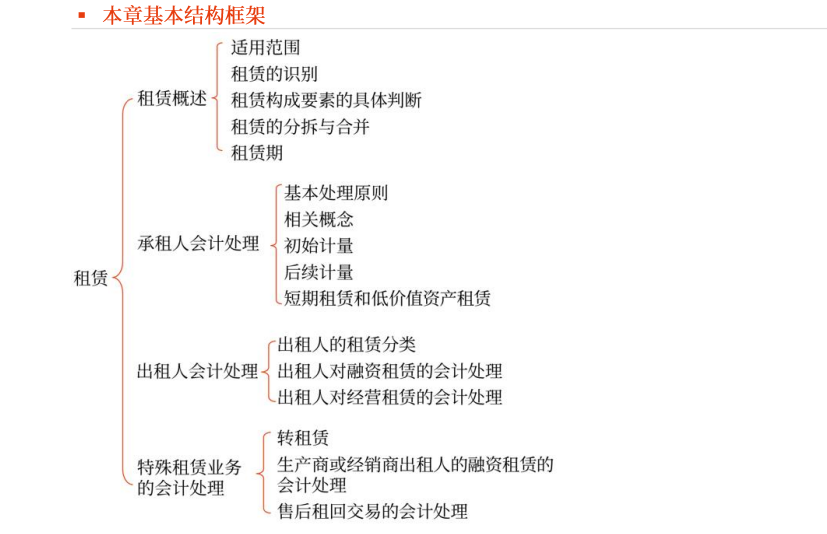 本章基本结构框架
租赁
租赁概述
适用范围
租赁的识别
租赁构成要素的具体判断
租赁的分拆与合并
租赁期
承租人会计处理
基本处理原则
相关概念
初始计量
后续计量
短期租赁和低价值资产租赁
出租人会计处理
出租人的租赁分类
出租人对融资租赁的会计处理
出租人对经营租赁的会计处理
特殊租赁业务
的会计处理
转租赁
生产商或经销商出租人的融资租赁的
会计处理
售后租回交易的会计处理